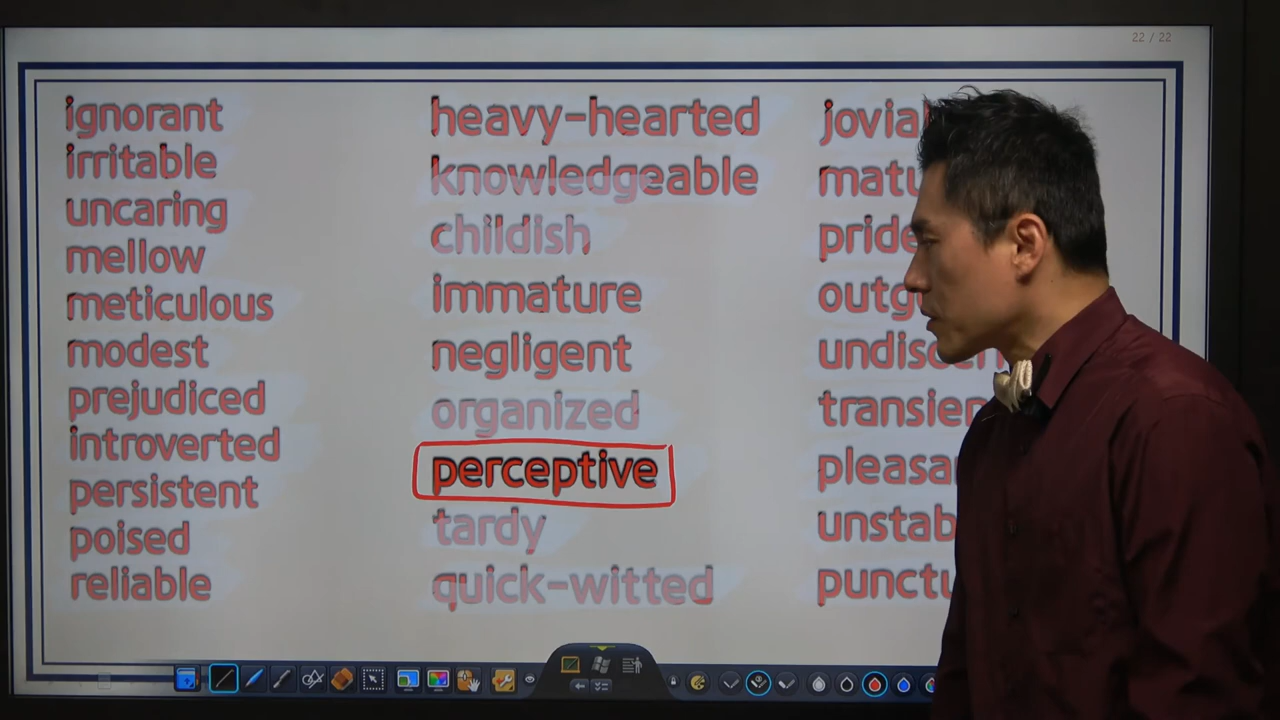 22 / 22
ignorant
irritable
uncaring
mellow
meticulous
modest
prejudiced
introverted
persistent
poised
reliable
heavy-hearted
knowledgeable
childish
immature
negligent
organized
perceptive
tardy
quick-witted